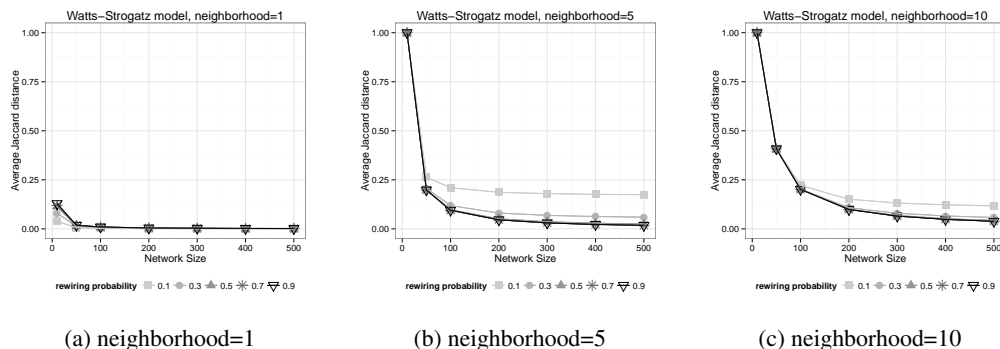 Watts−Strogatz model, neighborhood=1
1.00
0.75
0.50
0.25
0.00
Average Jaccard distance
0 100 200 300 400 500
Network Size
rewiring probability 0.1 0.3 0.5 0.7 0.9
(a) neighborhood=1
Watts−Strogatz model, neighborhood=5
1.00
0.75
0.50
0.25
0.00
Average Jaccard distance
0 100 200 300 400 500
Network Size
rewiring probability 0.1 0.3 0.5 0.7 0.9
(b) neighborhood=5
Watts−Strogatz model, neighborhood=10
1.00
0.75
0.50
0.25
0.00
Average Jaccard distance
0 100 200 300 400 500
Network Size
rewiring probability 0.1 0.3 0.5 0.7 0.9
(c) neighborhood=10